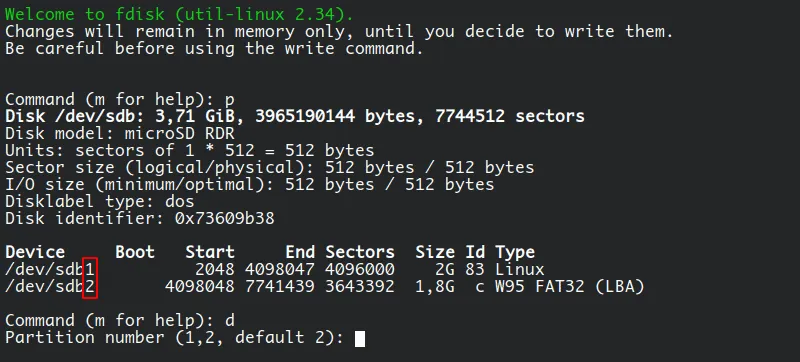 Welcome to fdisk (util-linux 2.34).
Changes will remain in memory only, until you decide to write them.
Be careful before using the write command.
Command (m for help): p
Disk /dev/sdb: 3,71 GiB, 3965190144 bytes, 7744512 sectors
Disk model: microSD RDR
Units: sectors of 1 * 512 = 512 bytes
Sector size (logical/physical): 512 bytes / 512 bytes
I/O size (minimum/optimal): 512 bytes / 512 bytes
Disklabel type: dos
Disk identifier: 0x73609b38
Device     Boot   Start     End Sectors  Size Id Type
/dev/sdb1          2048 4098047 4096000    2G 83 Linux
/dev/sdb2       4098048 7741439 3643392  1,8G  c W95 FAT32 (LBA)
Command (m for help): d
Partition number (1,2, default 2):